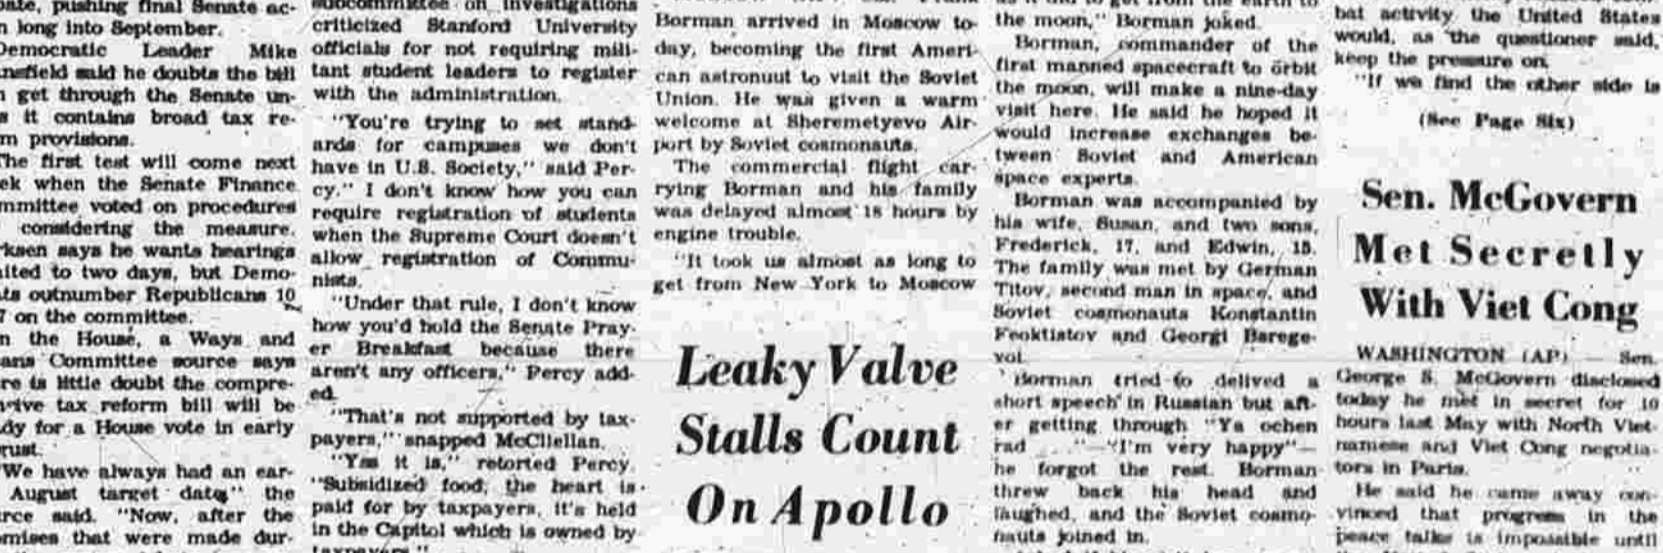 pushing final Senate ac-
long into September.
Democratic Leader Mike
said he doubts the bill
get through the Senate un-
it contains broad tax re-
provisions.
The first test will come next
when the Senate Finance
voted on procedures
considering the measure.
says he wants hearings
to two days, but Demo-
outnumber Republicans 10
7 on the committee.
the House, a Ways and
Committee source says
is little doubt the compre-
tax reform bill will be
for a House vote in early
"We have always had an ear-
August target date" the
said. "Now, after the
that were made dur-
subcommittee on investigations
criticized Stanford University
officials for not requiring mili-
tant student leaders to register
with the administration.
"You're trying to set stand-
ards for campuses we don't
have in U.S. Society," said Per-
cy." I don't know how you can
require registration of students
when the Supreme Court doesn't
allow registration of Commu-
nists.
"Under that rule, I don't know
how you'd hold the Senate Pray-
er Breakfast because there
aren't any officers," Percy add-
ed.
"That's not supported by tax-
payers," snapped McCllellan.
"Yes it is," retorted Percy.
"Subsidized food, the heart is
paid for by taxpayers, it's held
in the Capitol which is owned by
taxpayers."
Borman arrived in Moscow to-
day, becoming the first Ameri-
can astronuut to visit the Soviet
Union. He was given a warm
welcome at Sheremetyevo Air-
port by Soviet cosmonauts.
The commercial flight car-
rying Borman and his family
was delayed almost 18 hours by
engine trouble.
"It took us almost as long to
get from New York to Moscow
Leaky Valve
Stalls Count
On Apollo
as it did to get from the earth to
the moon," Borman joked.
Borman, commander of the
first manned spacecraft to orbit
the moon, will make a nine-day
visit here. He said he hoped it
would increase exchanges be-
tween Soviet and American
space experts.
Borman was accompanied by
his wife, Susan, and two sons,
Frederick, 17, and Edwin, 15.
The family was met by German
Titov, second man in space, and
Soviet cosmonauts Konstantin
Feoktistov and Georgi Barege-
vol.
Borman tried to delived a
short speech in Russian but aft-
er getting through "Ya ochen
rad ..."—"I'm very happy"—
he forgot the rest. Borman
threw back his head and
laughed, and the Soviet cosmo-
nauts joined in.
bat activity the United States
would, as the questioner said,
keep the pressure on.
"If we find the other side is
(See Page Six)
Sen. McGovern
Met Secretly
With Viet Cong
WASHINGTON (AP) — Sen.
George S. McGovern disclosed
today he met in secret for 10
hours last May with North Viet-
namese and Viet Cong negotia-
tors in Paris.
He said he came away con-
vinced that progress in the
peace talks is impossible until